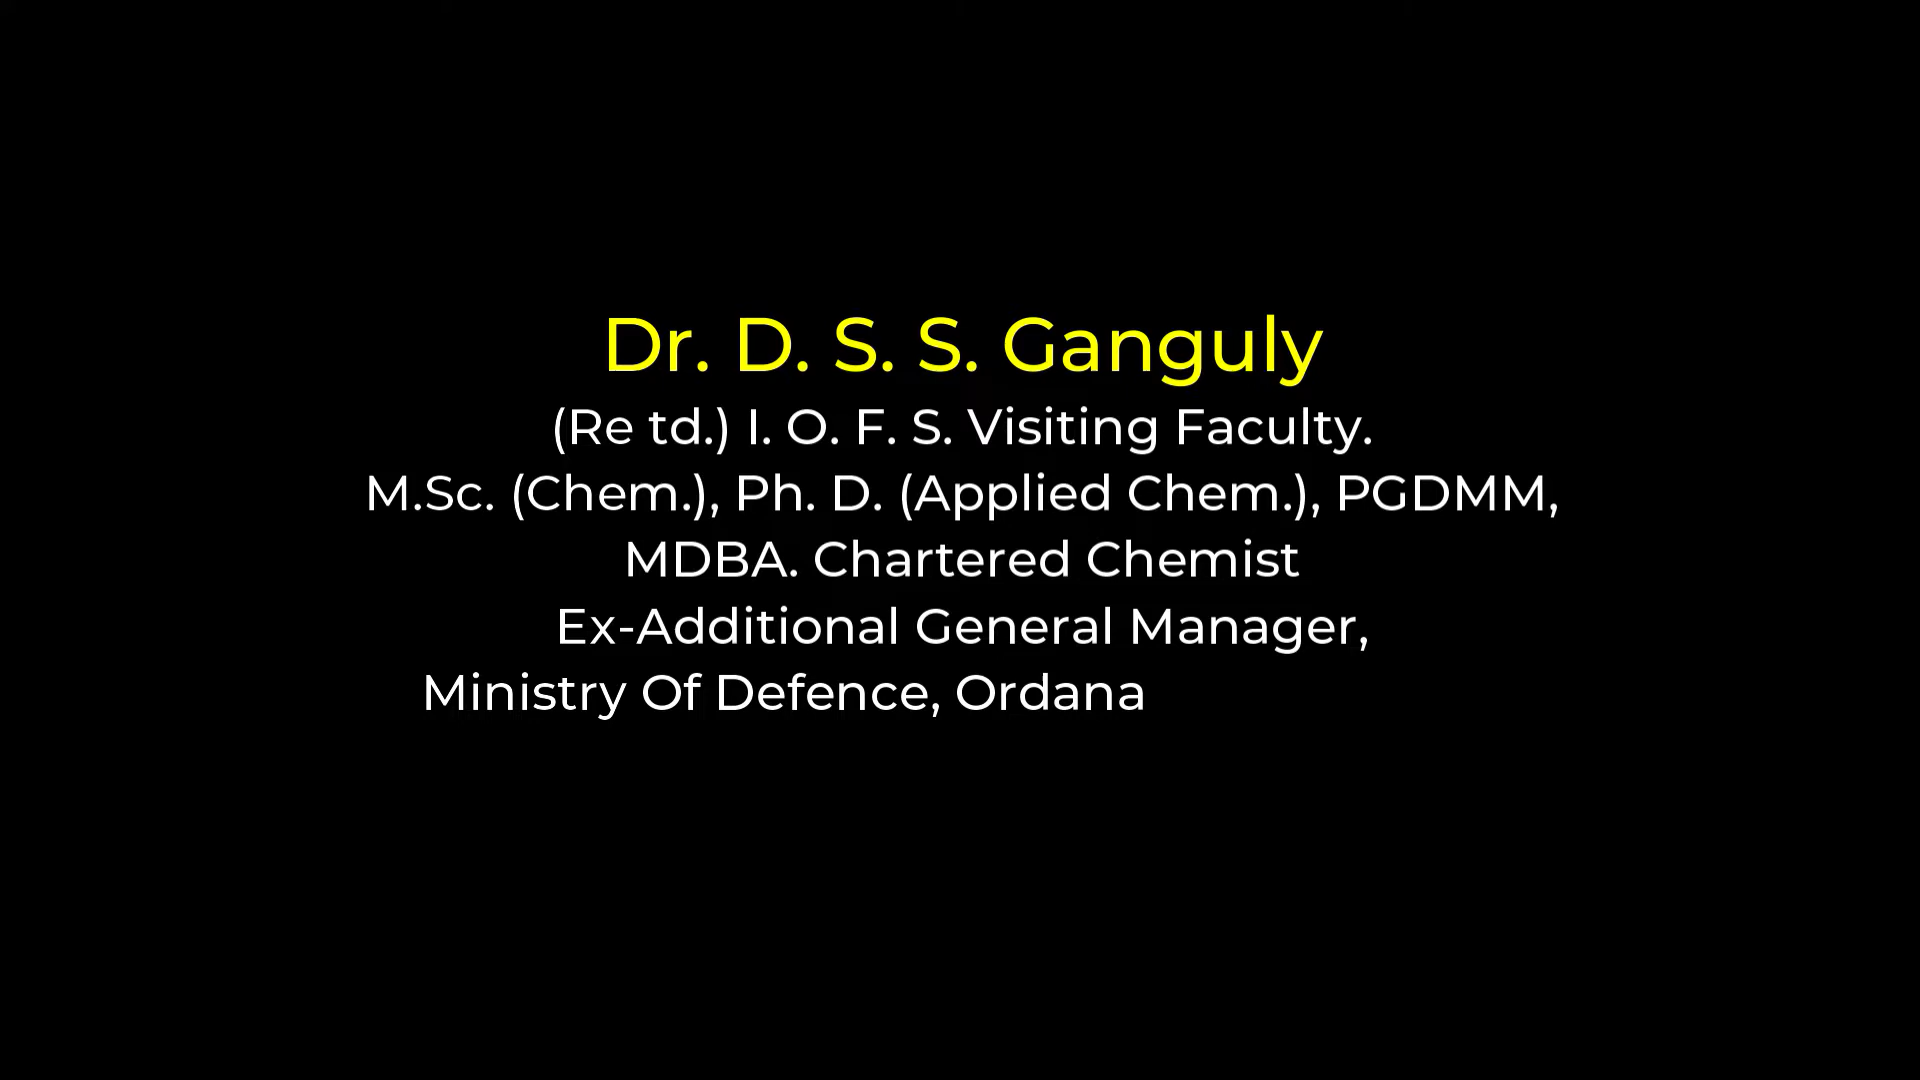 Dr. D. S. S. Ganguly
(Re td.) I. O. F. S. Visiting Faculty.
M.Sc. (Chem.), Ph. D. (Applied Chem.), PGDMM,
MDBA. Chartered Chemist
Ex-Additional General Manager,
Ministry Of Defence, Ordana